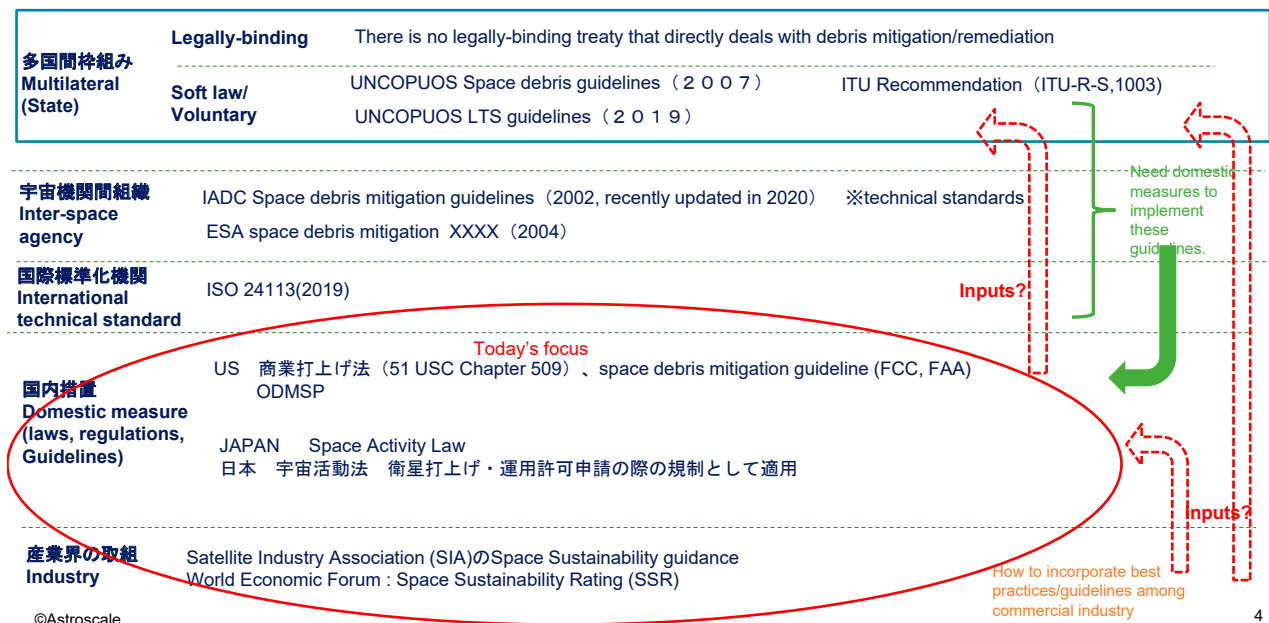 多国間枠組み
Multilateral
(State)
Legally-binding
There is no legally-binding treaty that directly deals with debris mitigation/remediation
Soft law/
Voluntary
UNCOPUOS Space debris guidelines（２００７）
ITU Recommendation（ITU-R-S,1003)
UNCOPUOS LTS guidelines（２０１９）
宇宙機関間組織
Inter-space
agency
IADC Space debris mitigation guidelines（2002, recently updated in 2020） ※technical standards
ESA space debris mitigation XXXX（2004）
Need domestic
measures to
implement
these
guidelines.
国際標準化機関
International
technical standard
ISO 24113(2019)
Inputs?
Today's focus
国内措置
Domestic measure
(laws, regulations,
Guidelines)
US 商業打上げ法（51 USC Chapter 509）、space debris mitigation guideline (FCC, FAA)
ODMSP
JAPAN Space Activity Law
日本 宇宙活動法 衛星打上げ・運用許可申請の際の規制として適用
Inputs?
産業界の取組
Industry
Satellite Industry Association (SIA)のSpace Sustainability guidance
World Economic Forum : Space Sustainability Rating (SSR)
How to incorporate best
practices/guidelines among
commercial industry
©Astroscale
4